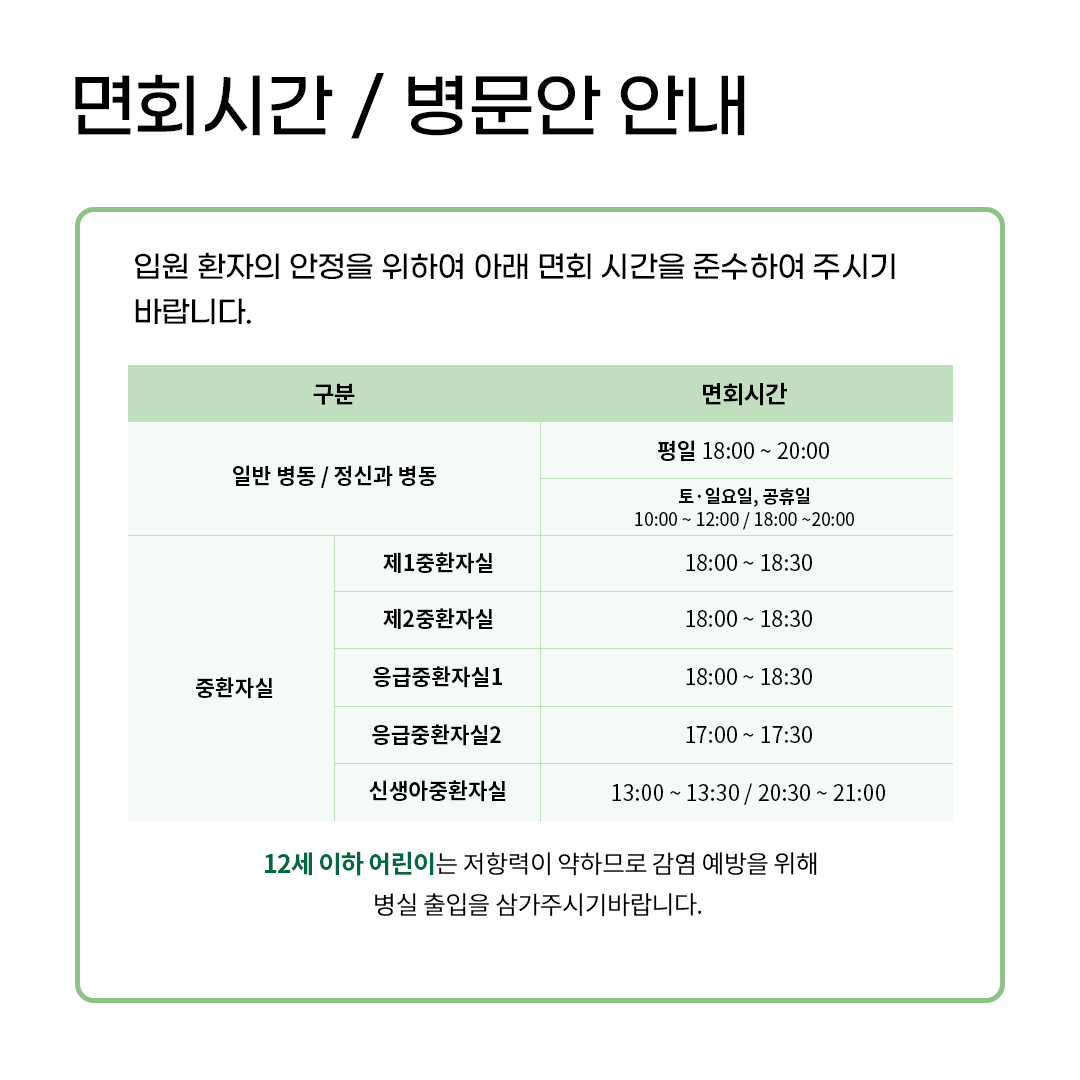 면회시간 / 병문안 안내
입원 환자의 안정을 위하여 아래 면회 시간을 준수하여 주시기
바랍니다.
구분 면회시간
일반 병동 / 정신과 병동 평일 18:00 ~ 20:00
토·일요일, 공휴일
10:00 ~ 12:00 / 18:00 ~20:00
중환자실
제1중환자실 18:00 ~ 18:30
제2중환자실 18:00 ~ 18:30
응급중환자실1 18:00 ~ 18:30
응급중환자실2 17:00 ~ 17:30
신생아중환자실 13:00 ~ 13:30 / 20:30 ~ 21:00
12세 이하 어린이는 저항력이 약하므로 감염 예방을 위해
병실 출입을 삼가주시기바랍니다.